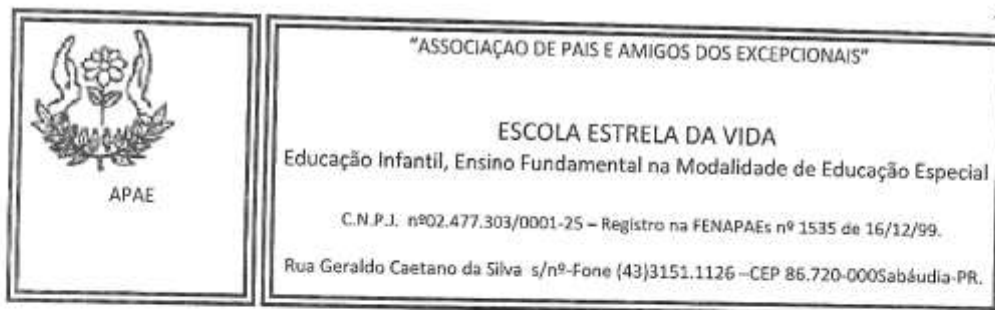 APAE
"ASSOCIAÇAO DE PAIS E AMIGOS DOS EXCEPCIONAIS"
ESCOLA ESTRELA DA VIDA
Educação Infantil, Ensino Fundamental na Modalidade de Educação Especial
C.N.P.J. nº02.477.303/0001-25 – Registro na FENAPAEs nº 1535 de 16/12/99.
Rua Geraldo Caetano da Silva s/nº-Fone (43)3151.1126 –CEP 86.720-000Sabáudia-PR.